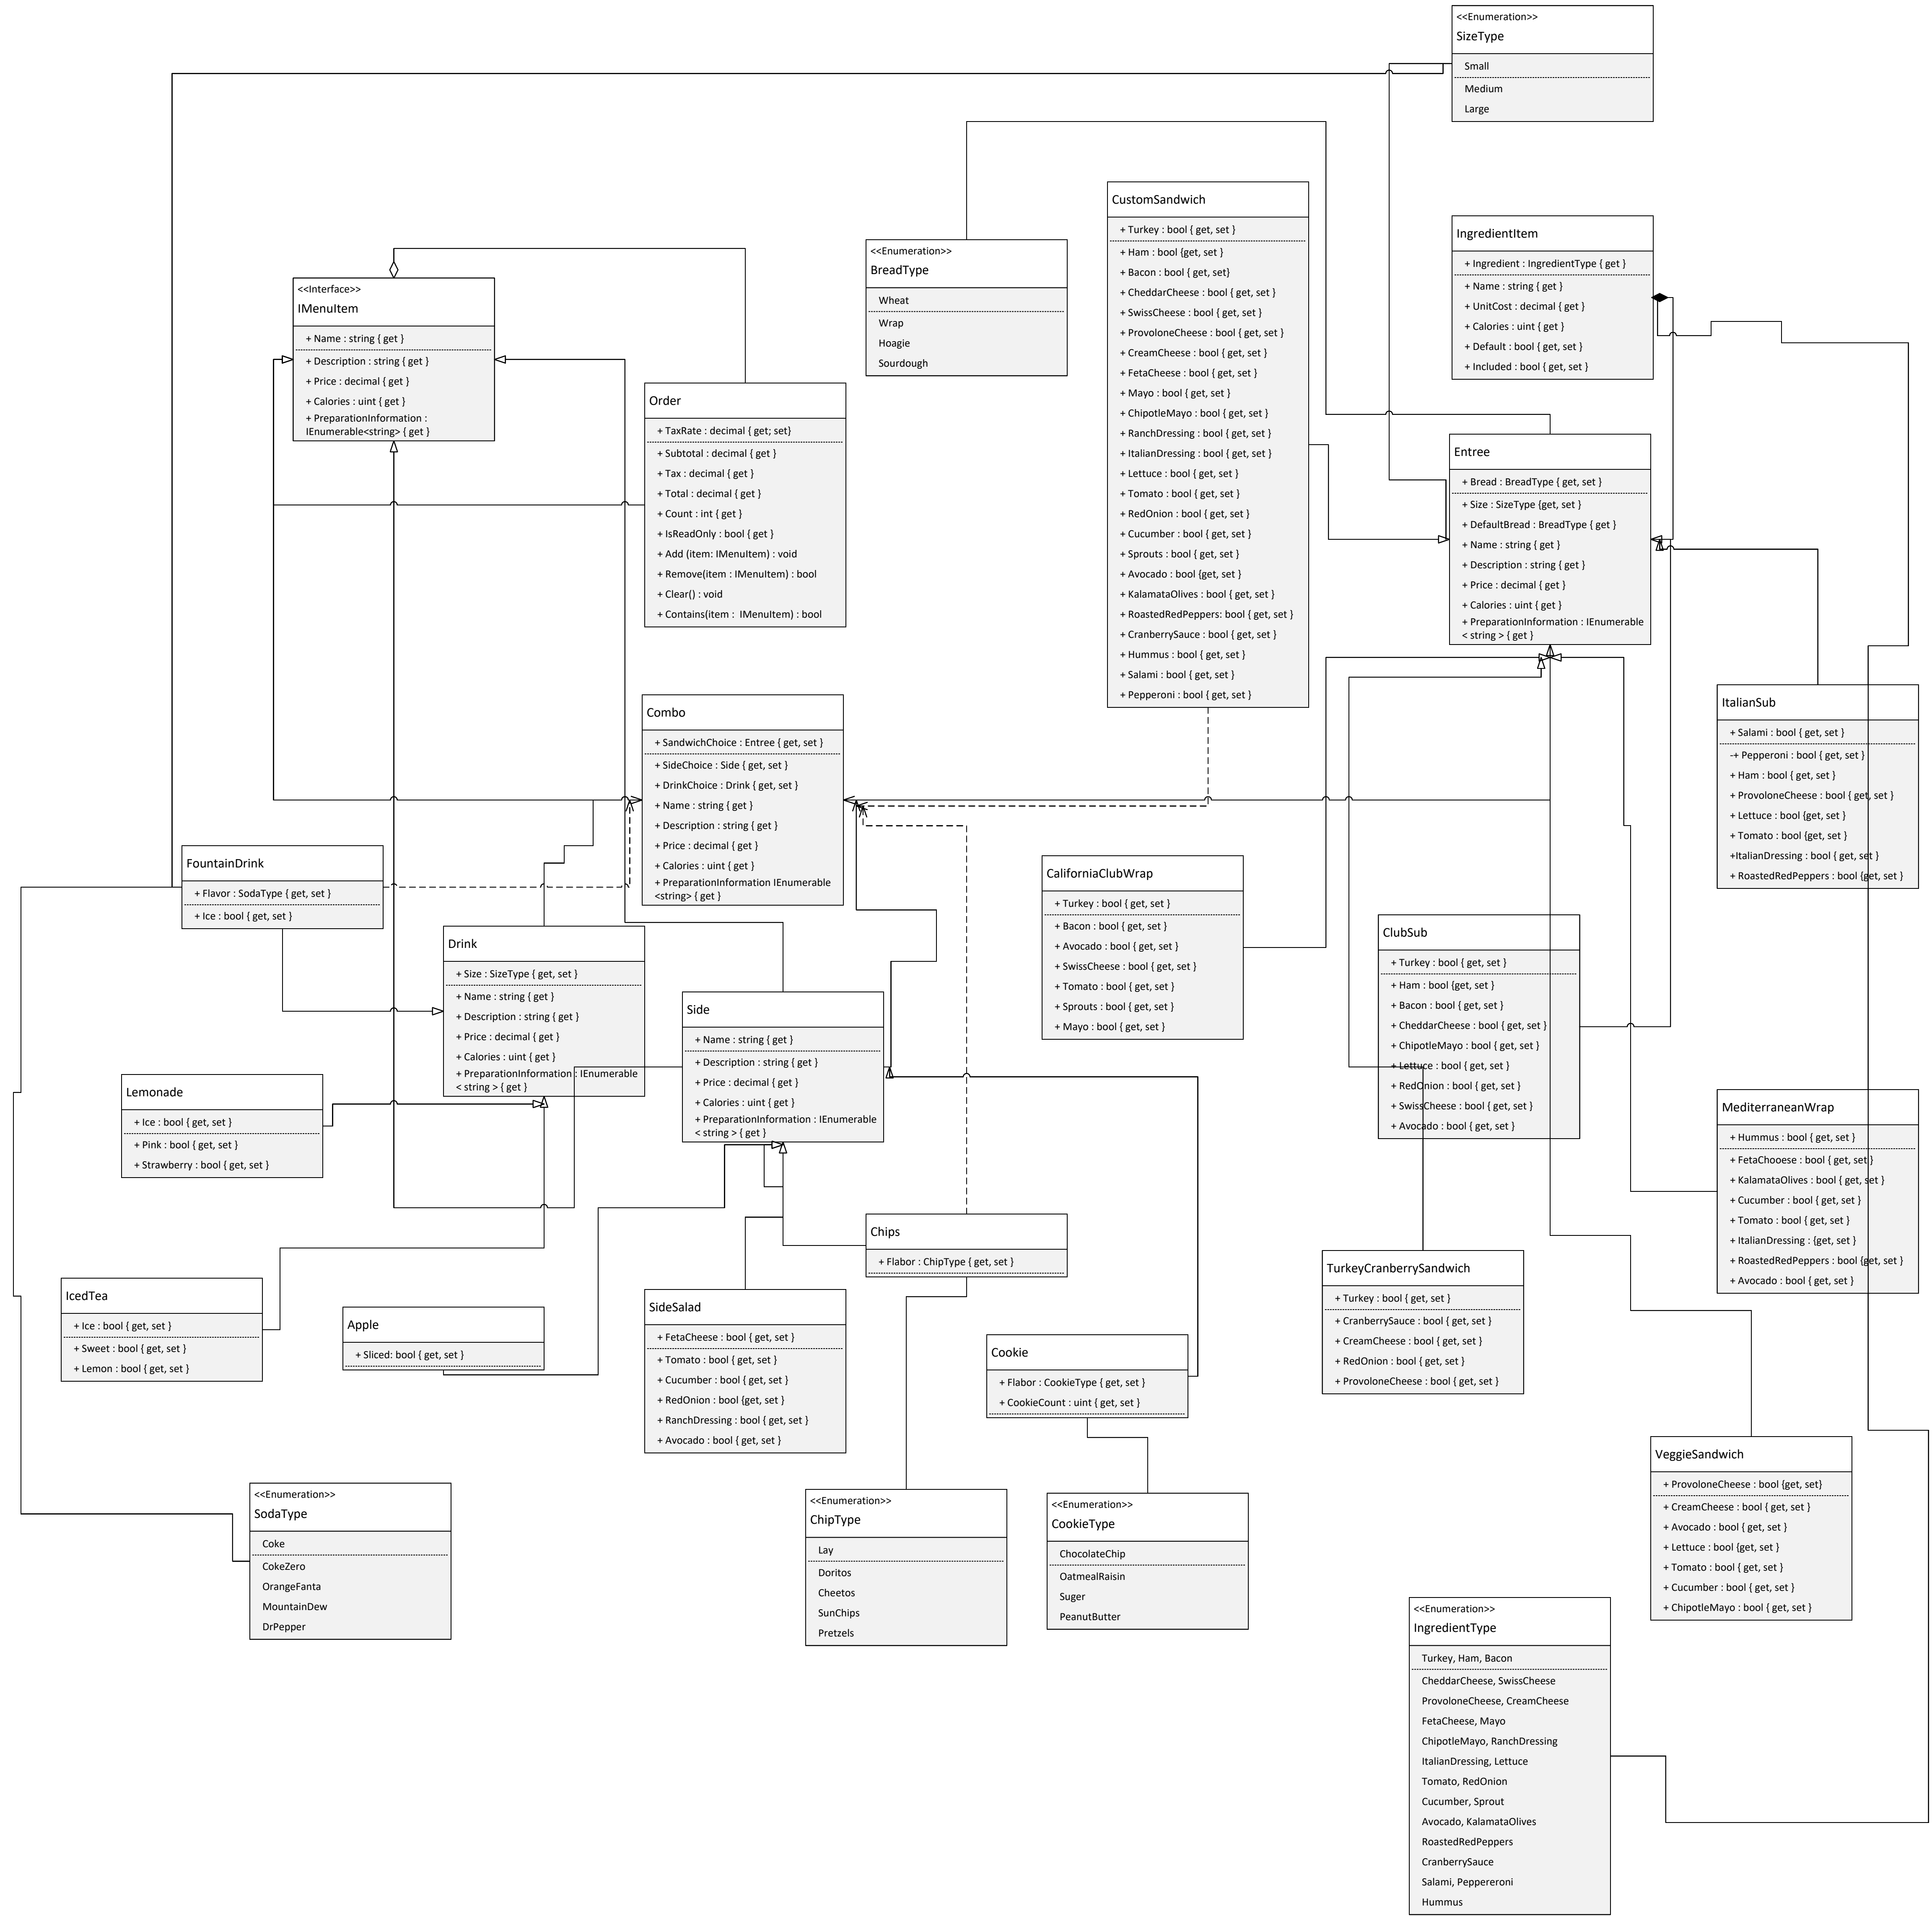 <<Enumeration>>
SizeType
Small
Medium
Large
CustomSandwich
+ Turkey : bool { get, set }
+ Ham : bool {get, set }
+ Bacon : bool { get, set}
+ CheddarCheese : bool { get, set }
+ SwissCheese : bool { get, set }
+ ProvoloneCheese : bool { get, set }
+ CreamCheese : bool { get, set }
+ FetaCheese : bool { get, set }
+ Mayo : bool { get, set }
+ ChipotleMayo : bool { get, set }
+ RanchDressing : bool { get, set }
+ ItalianDressing : bool { get, set }
+ Lettuce : bool { get, set }
+ Tomato : bool { get, set }
+ RedOnion : bool { get, set }
+ Cucumber : bool { get, set }
+ Sprouts : bool { get, set }
+ Avocado : bool {get, set }
+ KalamataOlives : bool { get, set }
+ RoastedRedPeppers: bool { get, set }
+ CranberrySauce : bool { get, set }
+ Hummus : bool { get, set }
+ Salami : bool { get, set }
+ Pepperoni : bool { get, set }
IngredientItem
+ Ingredient : IngredientType { get }
+ Name : string { get }
+ UnitCost : decimal { get }
+ Calories : uint { get }
+ Default : bool { get, set }
+ Included : bool { get, set }
<<Enumeration>>
BreadType
Wheat
Wrap
Hoagie
Sourdough
<<Interface>>
IMenuItem
+ Name : string { get }
+ Description : string { get }
+ Price : decimal { get }
+ Calories : uint { get }
+ PreparationInformation :
IEnumerable<string> { get }
Order
+ TaxRate : decimal { get; set}
+ Subtotal : decimal { get }
+ Tax : decimal { get }
+ Total : decimal { get }
+ Count : int { get }
+ IsReadOnly : bool { get }
+ Add (item: IMenuItem) : void
+ Remove(item : IMenuItem) : bool
+ Clear() : void
+ Contains(item :  IMenuItem) : bool
Entree
+ Bread : BreadType { get, set }
+ Size : SizeType {get, set }
+ DefaultBread : BreadType { get }
+ Name : string { get }
+ Description : string { get }
+ Price : decimal { get }
+ Calories : uint { get }
+ PreparationInformation : IEnumerable
< string > { get }
ItalianSub
+ Salami : bool { get, set }
-+ Pepperoni : bool { get, set }
+ Ham : bool { get, set }
+ ProvoloneCheese : bool { get, set }
+ Lettuce : bool {get, set }
+ Tomato : bool {get, set }
+ItalianDressing : bool { get, set }
+ RoastedRedPeppers : bool {get, set }
Combo
+ SandwichChoice : Entree { get, set }
+ SideChoice : Side { get, set }
+ DrinkChoice : Drink { get, set }
+ Name : string { get }
+ Description : string { get }
+ Price : decimal { get }
+ Calories : uint { get }
+ PreparationInformation IEnumerable
<string> { get }
FountainDrink
+ Flavor : SodaType { get, set }
+ Ice : bool { get, set }
CaliforniaClubWrap
+ Turkey : bool { get, set }
+ Bacon : bool { get, set }
+ Avocado : bool { get, set }
+ SwissCheese : bool { get, set }
+ Tomato : bool { get, set }
+ Sprouts : bool { get, set }
+ Mayo : bool { get, set }
ClubSub
+ Turkey : bool { get, set }
+ Ham : bool {get, set }
+ Bacon : bool { get, set }
+ CheddarCheese : bool { get, set }
+ ChipotleMayo : bool { get, set }
+ Lettuce : bool { get, set }
+ RedOnion : bool { get, set }
+ SwissCheese : bool { get, set }
+ Avocado : bool { get, set }
Drink
+ Size : SizeType { get, set }
+ Name : string { get }
+ Description : string { get }
+ Price : decimal { get }
+ Calories : uint { get }
+ PreparationInformation : IEnumerable
< string > { get }
Side
+ Name : string { get }
+ Description : string { get }
+ Price : decimal { get }
+ Calories : uint { get }
+ PreparationInformation : IEnumerable
< string > { get }
Lemonade
+ Ice : bool { get, set }
+ Pink : bool { get, set }
+ Strawberry : bool { get, set }
MediterraneanWrap
+ Hummus : bool { get, set }
+ FetaChooese : bool { get, set }
+ KalamataOlives : bool { get, set }
+ Cucumber : bool { get, set }
+ Tomato : bool { get, set }
+ ItalianDressing : {get, set }
+ RoastedRedPeppers : bool {get, set }
+ Avocado : bool { get, set }
Chips
+ Flabor : ChipType { get, set }
TurkeyCranberrySandwich
+ Turkey : bool { get, set }
+ CranberrySauce : bool { get, set }
+ CreamCheese : bool { get, set }
+ RedOnion : bool { get, set }
+ ProvoloneCheese : bool { get, set }
IcedTea
+ Ice : bool { get, set }
+ Sweet : bool { get, set }
+ Lemon : bool { get, set }
Apple
+ Sliced: bool { get, set }
SideSalad
+ FetaCheese : bool { get, set }
+ Tomato : bool { get, set }
+ Cucumber : bool { get, set }
+ RedOnion : bool {get, set }
+ RanchDressing : bool { get, set }
+ Avocado : bool { get, set }
Cookie
+ Flabor : CookieType { get, set }
+ CookieCount : uint { get, set }
VeggieSandwich
+ ProvoloneCheese : bool {get, set}
+ CreamCheese : bool { get, set }
+ Avocado : bool { get, set }
+ Lettuce : bool {get, set }
+ Tomato : bool { get, set }
+ Cucumber : bool { get, set }
+ ChipotleMayo : bool { get, set }
<<Enumeration>>
SodaType
Coke
CokeZero
OrangeFanta
MountainDew
DrPepper
<<Enumeration>>
ChipType
Lay
Doritos
Cheetos
SunChips
Pretzels
<<Enumeration>>
CookieType
ChocolateChip
OatmealRaisin
Suger
PeanutButter
<<Enumeration>>
IngredientType
Turkey, Ham, Bacon
CheddarCheese, SwissCheese
ProvoloneCheese, CreamCheese
FetaCheese, Mayo
ChipotleMayo, RanchDressing
ItalianDressing, Lettuce
Tomato, RedOnion
Cucumber, Sprout
Avocado, KalamataOlives
RoastedRedPeppers
CranberrySauce
Salami, Peppereroni
Hummus